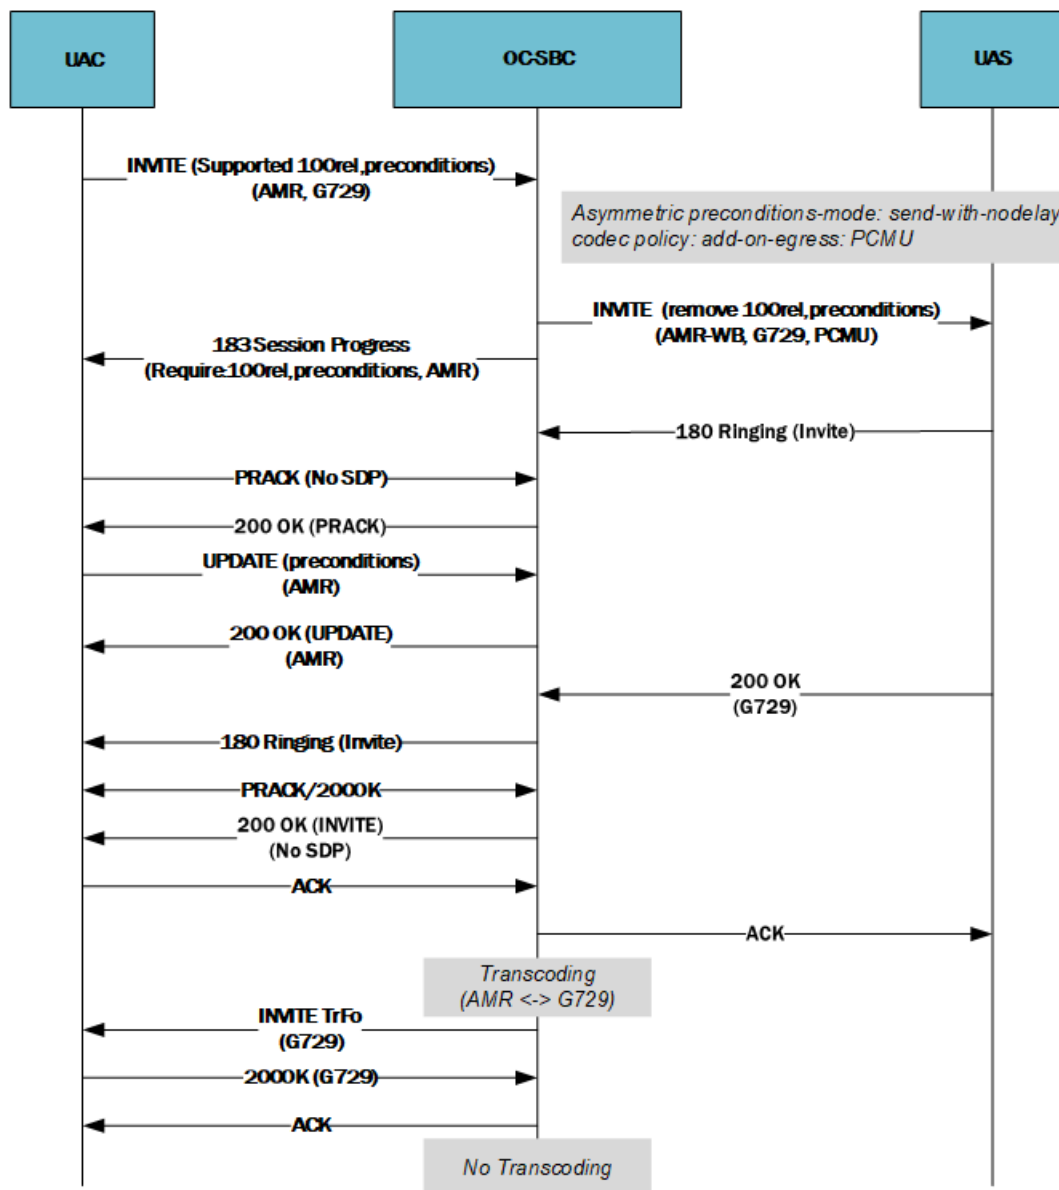 UAC
OC-SBC
UAS
INVITE (Supported 100rel,preconditions)
(AMR, G729)
Asymmetric preconditions-mode: send-with-nodelay
codec policy: add-on-egress: PCMU
INVITE (remove 100rel,preconditions)
(AMR-WB, G729, PCMU)
183 Session Progress
(Require:100rel,preconditions, AMR)
180 Ringing (Invite)
PRACK (No SDP)
200 OK (PRACK)
UPDATE (preconditions)
(AMR)
200 OK (UPDATE)
(AMR)
200 OK
(G729)
180 Ringing (Invite)
PRACK/200OK
200 OK (INVITE)
(No SDP)
ACK
ACK
Transcoding
(AMR <-> G729)
INVITE TrFo
(G729)
200OK (G729)
ACK
No Transcoding